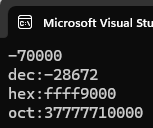 Microsoft Visual Stu
-70000
dec:-28672
hex:ffff9000
oct:37777710000